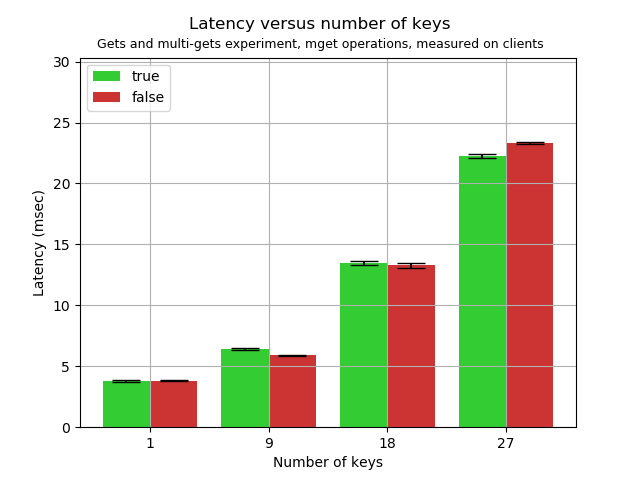 Latency versus number of keys
Gets and multi-gets experiment, mget operations, measured on clients
true
false
30
25
20
15
10
5
0
Latency (msec)
1 9 18 27
Number of keys